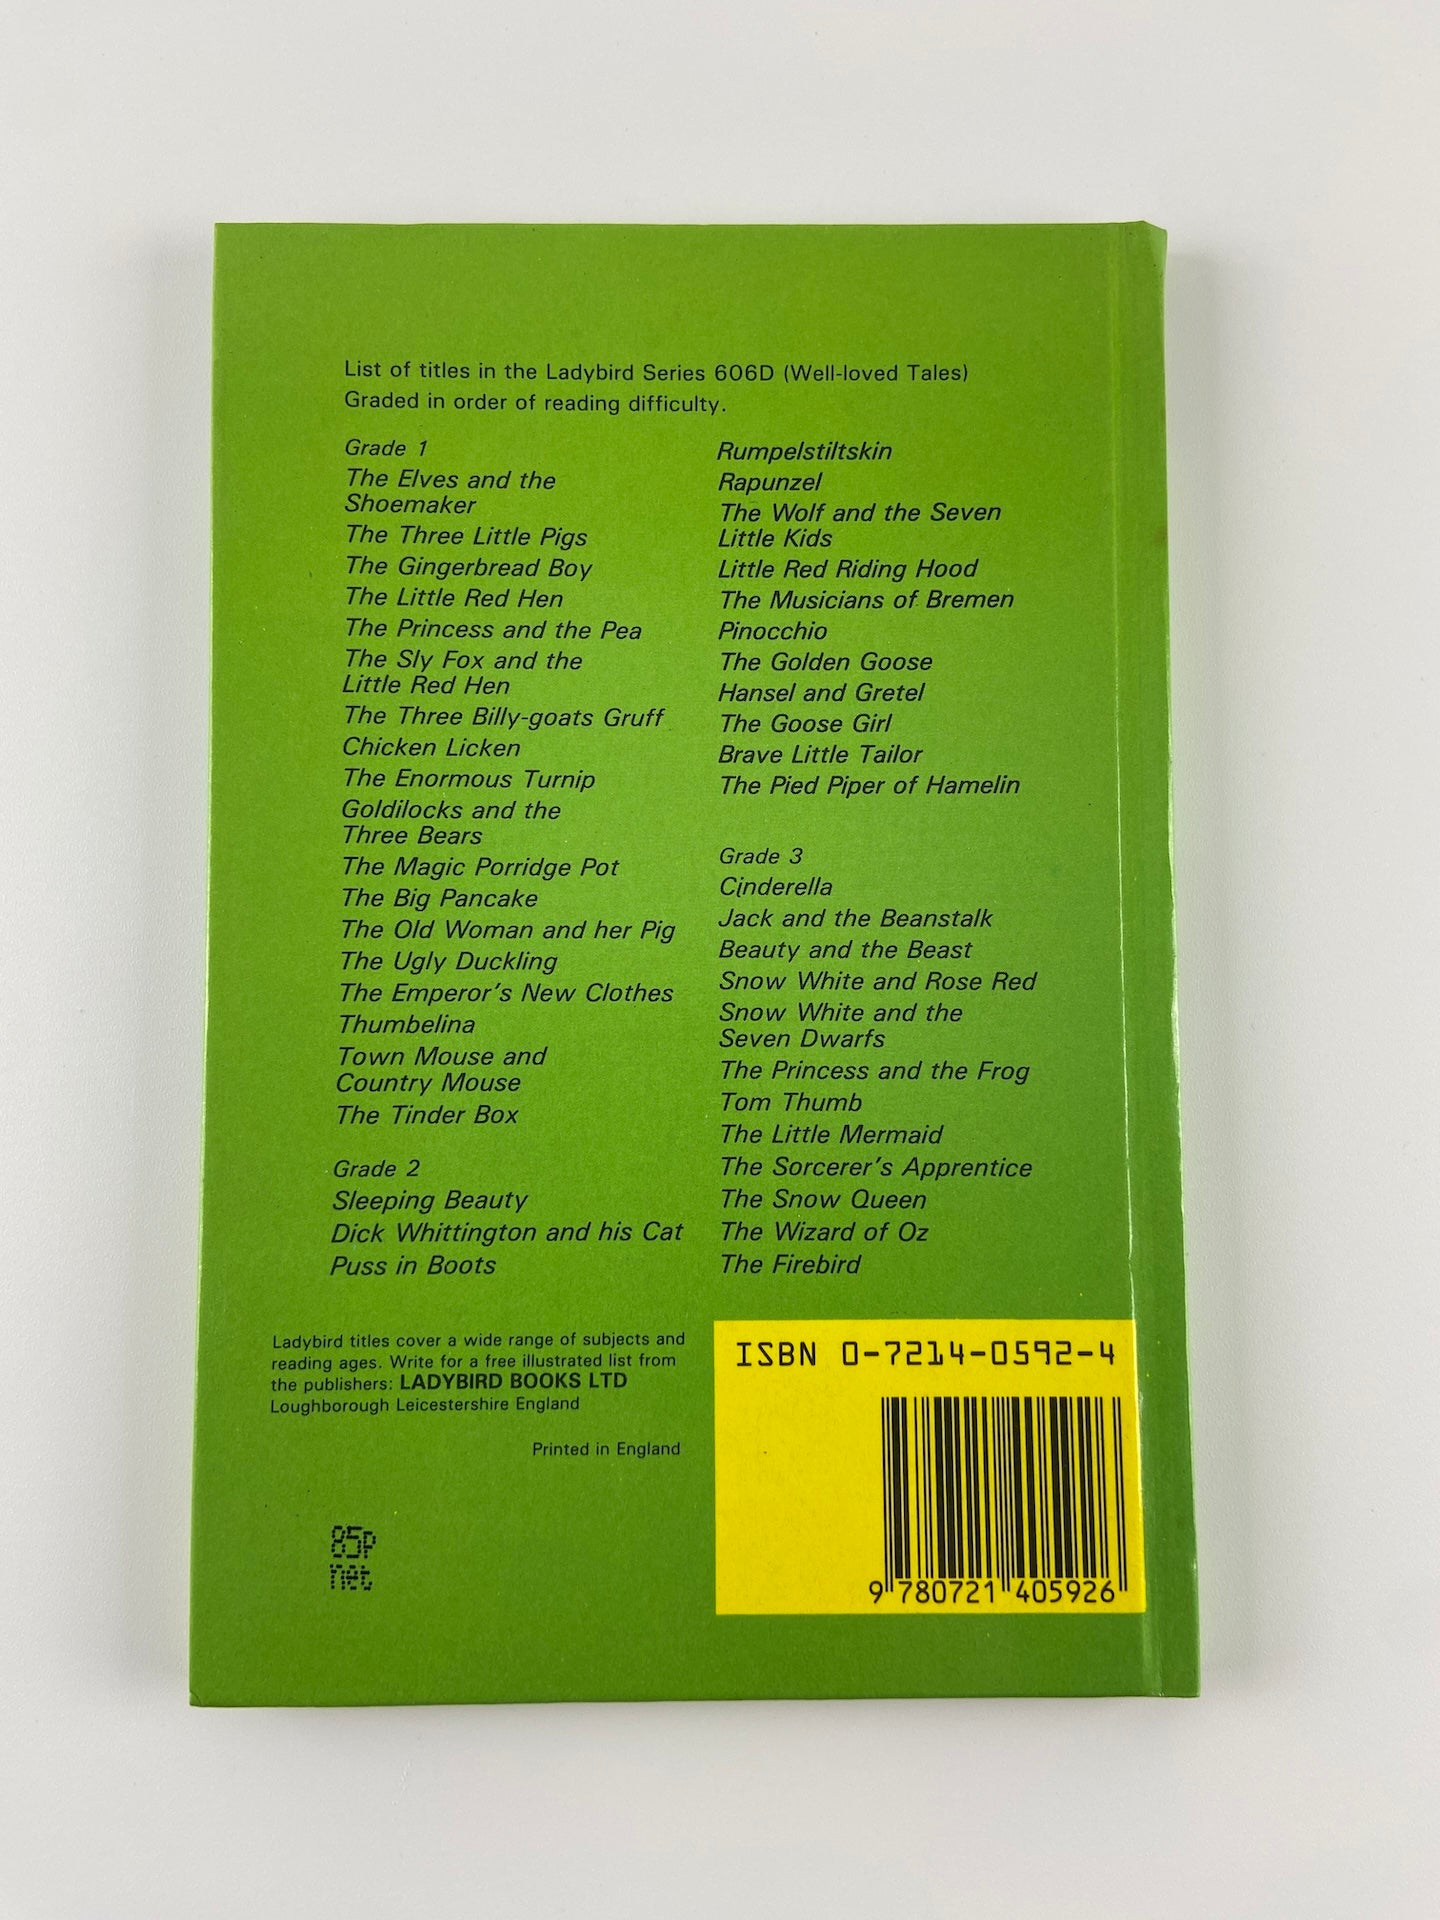 List of titles in the Ladybird Series 606D (Well-loved Tales)
Graded in order of reading difficulty.
Grade 1
The Elves and the
Shoemaker
The Three Little Pigs
The Gingerbread Boy
The Little Red Hen
The Princess and the Pea
The Sly Fox and the
Little Red Hen
The Three Billy-goats Gruff
Chicken Licken
The Enormous Turnip
Goldilocks and the
Three Bears
The Magic Porridge Pot
The Big Pancake
The Old Woman and her Pig
The Ugly Duckling
The Emperor's New Clothes
Thumbelina
Town Mouse and
Country Mouse
The Tinder Box
Grade 2
Sleeping Beauty
Dick Whittington and his Cat
Puss in Boots
Rumpelstiltskin
Rapunzel
The Wolf and the Seven
Little Kids
Little Red Riding Hood
The Musicians of Bremen
Pinocchio
The Golden Goose
Hansel and Gretel
The Goose Girl
Brave Little Tailor
The Pied Piper of Hamelin
Grade 3
Cinderella
Jack and the Beanstalk
Beauty and the Beast
Snow White and Rose Red
Snow White and the
Seven Dwarfs
The Princess and the Frog
Tom Thumb
The Little Mermaid
The Sorcerer's Apprentice
The Snow Queen
The Wizard of Oz
The Firebird
Ladybird titles cover a wide range of subjects and
reading ages. Write for a free illustrated list from
the publishers: LADYBIRD BOOKS LTD
Loughborough Leicestershire England
Printed in England
85p
net
ISBN 0-7214-0592-4
9 780721 405926